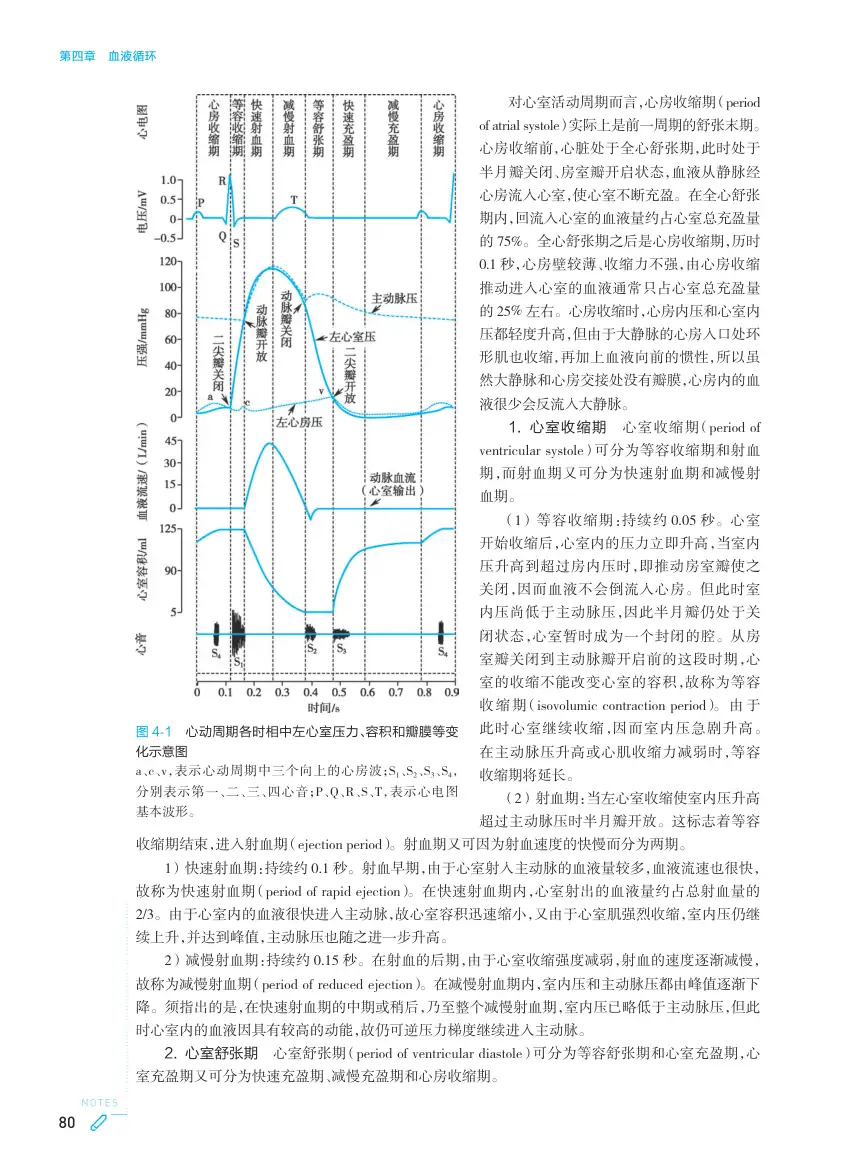 第四章　血液循环
心电图
心房收缩期
等容收缩期
快速射血期
减慢射血期
等容舒张期
快速充盈期
减慢充盈期
心房收缩期
电压/mV
1.0
0.5
0
-0.5
P
R
Q
S
T
压强/mmHg
120
100
80
60
40
20
0
主动脉压
动脉瓣开放
动脉瓣关闭
左心室压
二尖瓣关闭
二尖瓣开放
a
c
v
左心房压
血液流速/（L/min）
45
30
15
0
动脉血流
（心室输出）
心室容积/ml
125
90
5
心音
S₄
S₁
S₂
S₃
S₄
0 0.1 0.2 0.3 0.4 0.5 0.6 0.7 0.8 0.9
时间/s
图 4-1　心动周期各时相中左心室压力、容积和瓣膜等变
化示意图
a、c、v，表示心动周期中三个向上的心房波；S₁、S₂、S₃、S₄，
分别表示第一、二、三、四心音；P、Q、R、S、T，表示心电图
基本波形。
对心室活动周期而言，心房收缩期（period
of atrial systole）实际上是前一周期的舒张末期。
心房收缩前，心脏处于全心舒张期，此时处于
半月瓣关闭、房室瓣开启状态，血液从静脉经
心房流入心室，使心室不断充盈。在全心舒张
期内，回流入心室的血液量约占心室总充盈量
的 75%。全心舒张期之后是心房收缩期，历时
0.1 秒，心房壁较薄、收缩力不强，由心房收缩
推动进入心室的血液通常只占心室总充盈量
的 25% 左右。心房收缩时，心房内压和心室内
压都轻度升高，但由于大静脉的心房入口处环
形肌也收缩，再加上血液向前的惯性，所以虽
然大静脉和心房交接处没有瓣膜，心房内的血
液很少会反流入大静脉。
1. 心室收缩期　心室收缩期（period of
ventricular systole）可分为等容收缩期和射血
期，而射血期又可分为快速射血期和减慢射
血期。
（1）等容收缩期：持续约 0.05 秒。心室
开始收缩后，心室内的压力立即升高，当室内
压升高到超过房内压时，即推动房室瓣使之
关闭，因而血液不会倒流入心房。但此时室
内压尚低于主动脉压，因此半月瓣仍处于关
闭状态，心室暂时成为一个封闭的腔。从房
室瓣关闭到主动脉瓣开启前的这段时期，心
室的收缩不能改变心室的容积，故称为等容
收缩期（isovolumic contraction period）。由于
此时心室继续收缩，因而室内压急剧升高。
在主动脉压升高或心肌收缩力减弱时，等容
收缩期将延长。
（2）射血期：当左心室收缩使室内压升高
超过主动脉压时半月瓣开放。这标志着等容
收缩期结束，进入射血期（ejection period）。射血期又可因为射血速度的快慢而分为两期。
1）快速射血期：持续约 0.1 秒。射血早期，由于心室射入主动脉的血液量较多，血液流速也很快，
故称为快速射血期（period of rapid ejection）。在快速射血期内，心室射出的血液量约占总射血量的
2/3。由于心室内的血液很快进入主动脉，故心室容积迅速缩小，又由于心室肌强烈收缩，室内压仍继
续上升，并达到峰值，主动脉压也随之进一步升高。
2）减慢射血期：持续约 0.15 秒。在射血的后期，由于心室收缩强度减弱，射血的速度逐渐减慢，
故称为减慢射血期（period of reduced ejection）。在减慢射血期内，室内压和主动脉压都由峰值逐渐下
降。须指出的是，在快速射血期的中期或稍后，乃至整个减慢射血期，室内压已略低于主动脉压，但此
时心室内的血液因具有较高的动能，故仍可逆压力梯度继续进入主动脉。
2. 心室舒张期　心室舒张期（period of ventricular diastole）可分为等容舒张期和心室充盈期，心
室充盈期又可分为快速充盈期、减慢充盈期和心房收缩期。
NOTES
80